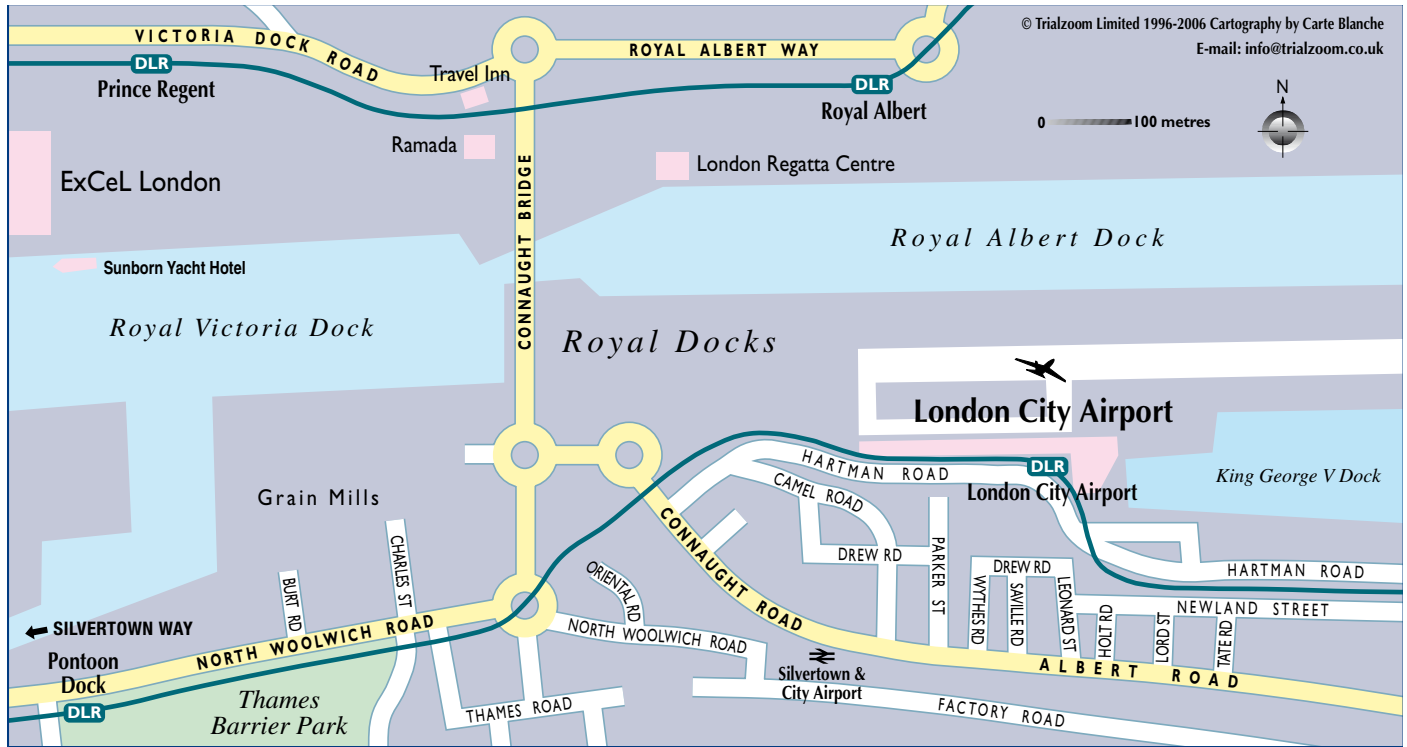 © Trialzoom Limited 1996-2006 Cartography by Carte Blanche
E-mail: info@trialzoom.co.uk
VICTORIA DOCK ROAD
ROYAL ALBERT WAY
DLR
Prince Regent
Travel Inn
DLR
Royal Albert
N
0 100 metres
Ramada
London Regatta Centre
ExCeL London
CONNAUGHT BRIDGE
Royal Albert Dock
Sunborn Yacht Hotel
Royal Victoria Dock
Royal Docks
London City Airport
HARTMAN ROAD
DLR
London City Airport
King George V Dock
Grain Mills
CAMEL ROAD
CONNAUGHT ROAD
CHARLES ST
DREW RD
PARKER ST
DREW RD
WYTHES RD
SAVILLE RD
LEONARD ST
HARTMAN ROAD
BURT RD
ORIENTAL RD
NEWLAND STREET
HOLT RD
LORD ST
TATE RD
SILVERTOWN WAY
NORTH WOOLWICH ROAD
NORTH WOOLWICH ROAD
Pontoon
Dock
DLR
Silvertown &
City Airport
ALBERT ROAD
Thames
Barrier Park
THAMES ROAD
FACTORY ROAD